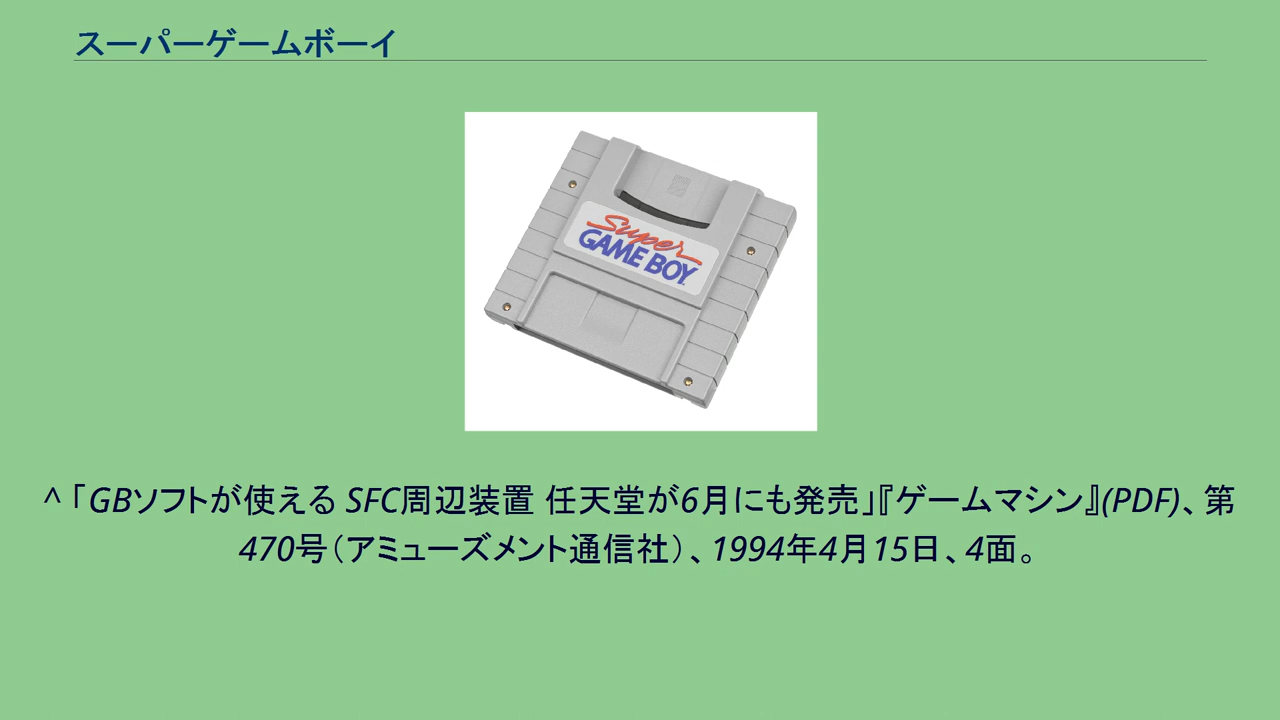 スーパーゲームボーイ
Super
GAME BOY
^「GBソフトが使える SFC周辺装置 任天堂が6月にも発売」『ゲームマシン』(PDF)、第
470号（アミューズメント通信社）、1994年4月15日、4面。